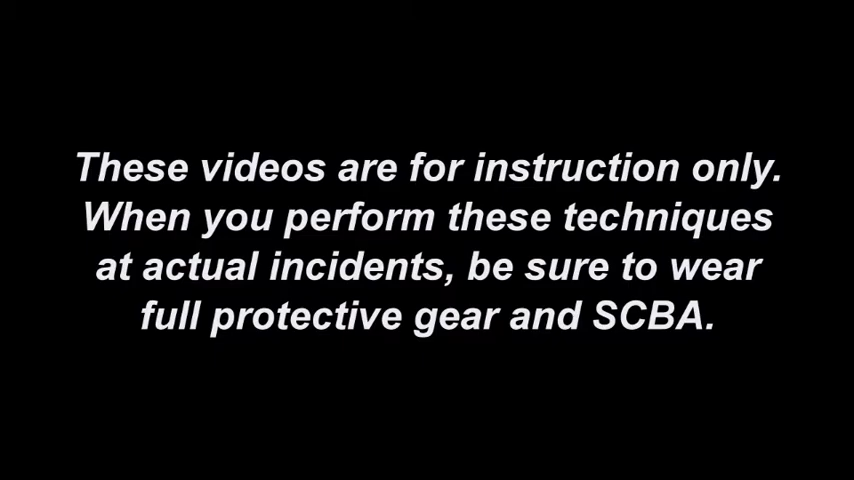 These videos are for instruction only.
When you perform these techniques
at actual incidents, be sure to wear
full protective gear and SCBA.